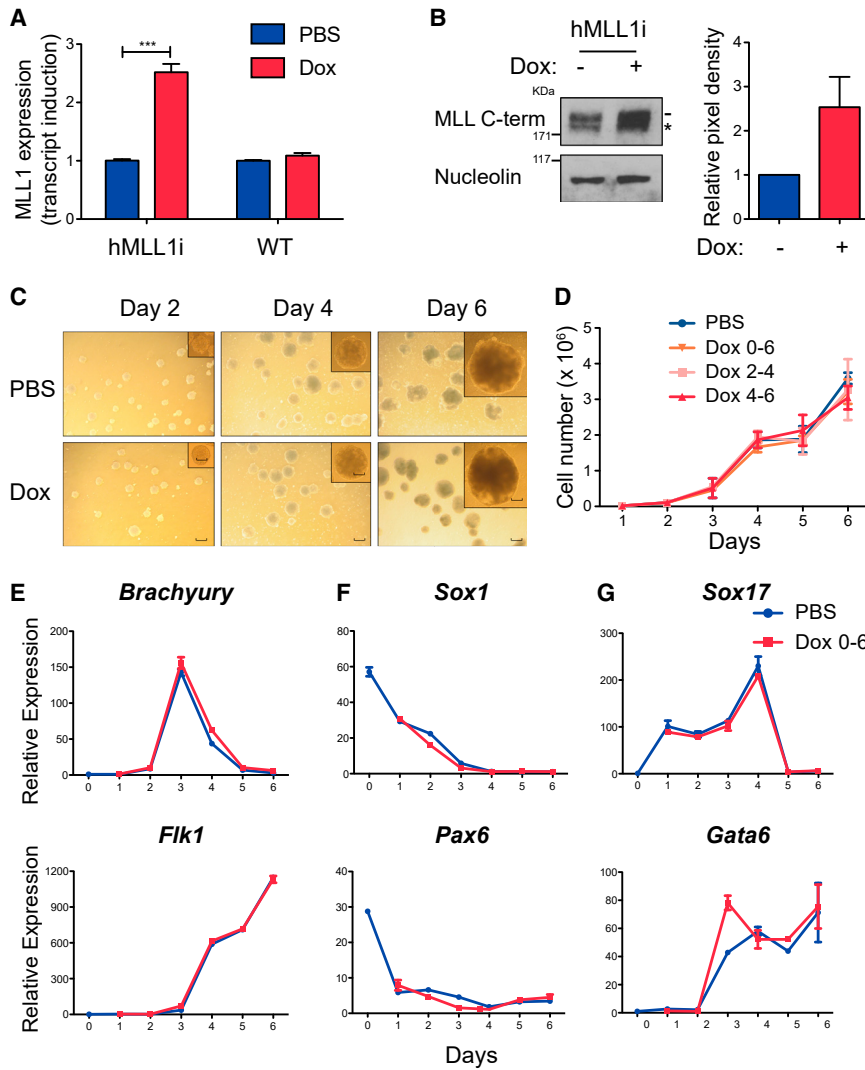 A
MLL1 expression
(transcript induction)
3
2
1
0
***
PBS
Dox
hMLL1i
WT
B
hMLL1i
Dox: - +
KDa
MLL C-term
171
-
*
117
Nucleolin
Relative pixel density
4
3
2
1
0
Dox: - +
C
Day 2 Day 4 Day 6
PBS
Dox
D
PBS
Dox 0-6
Dox 2-4
Dox 4-6
Cell number (x 10⁶)
5
4
3
2
1
0
1 2 3 4 5 6
Days
E
Brachyury
Relative Expression
200
150
100
50
0
0 1 2 3 4 5 6
F
Sox1
60
40
20
0
0 1 2 3 4 5 6
G
Sox17
PBS
Dox 0-6
300
200
100
0
0 1 2 3 4 5 6
Flk1
Relative Expression
1200
900
600
300
0
0 1 2 3 4 5 6
Pax6
40
30
20
10
0
0 1 2 3 4 5 6
Days
Gata6
100
80
60
40
20
0
0 1 2 3 4 5 6